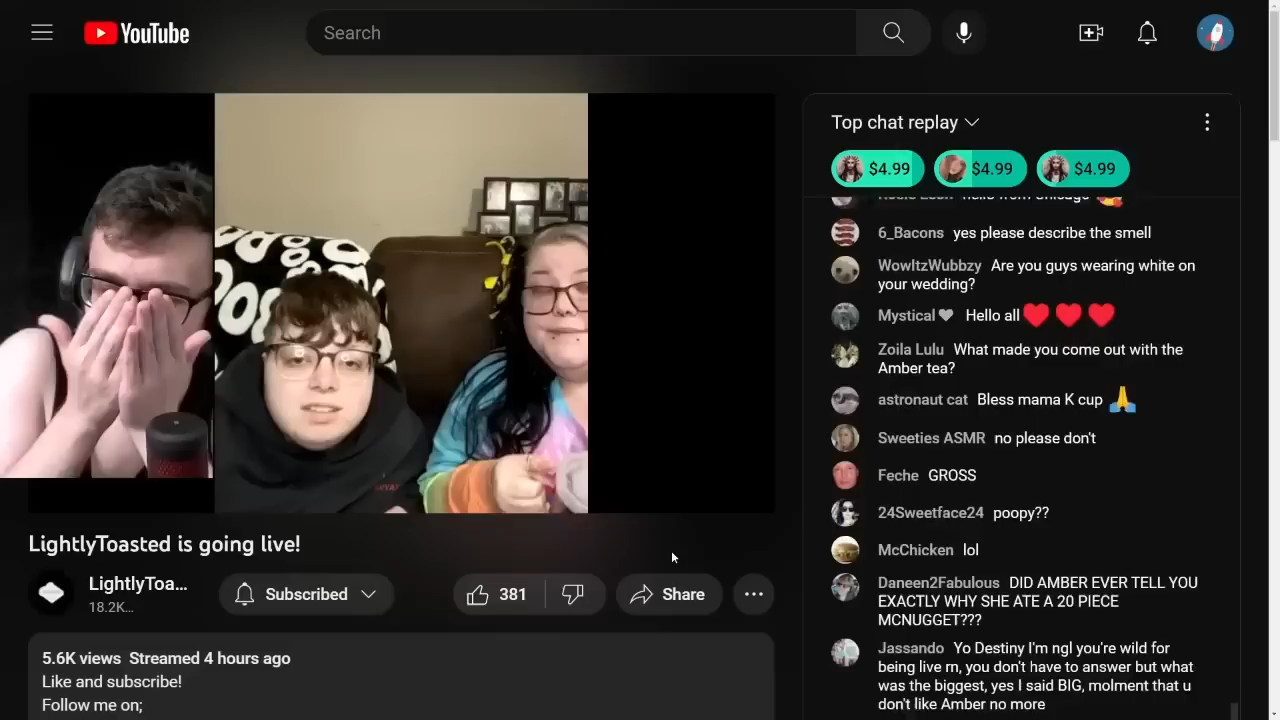 YouTube
Search
Top chat replay
$4.99 $4.99 $4.99
hello from Chicago
6_Bacons yes please describe the smell
WowItzWubbzy Are you guys wearing white on
your wedding?
Mystical Hello all
Zoila Lulu What made you come out with the
Amber tea?
astronaut cat Bless mama K cup
Sweeties ASMR no please don't
Feche GROSS
24Sweetface24 poopy??
McChicken lol
Daneen2Fabulous DID AMBER EVER TELL YOU
EXACTLY WHY SHE ATE A 20 PIECE
MCNUGGET???
Jassando Yo Destiny I'm ngl you're wild for
being live rn, you don't have to answer but what
was the biggest, yes I said BIG, molment that u
don't like Amber no more
LightlyToasted is going live!
LightlyToa...
18.2K...
Subscribed
381
Share
5.6K views Streamed 4 hours ago
Like and subscribe!
Follow me on;